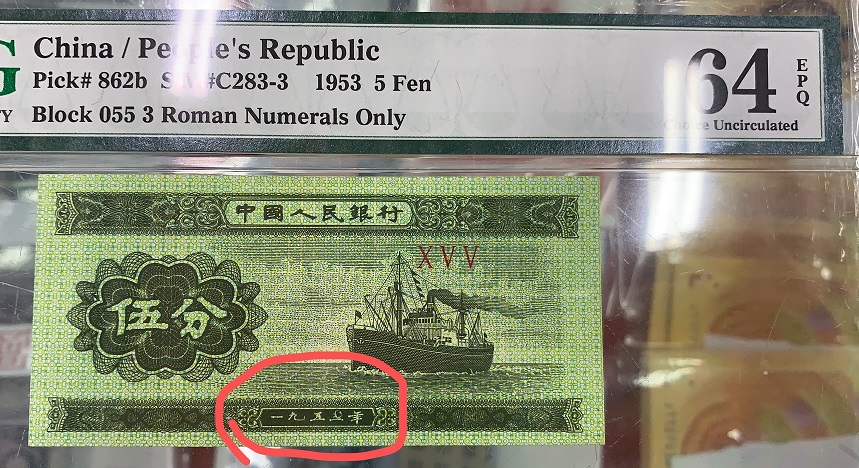 China / People's Republic
Pick# 862b S/M #C283-3 1953 5 Fen
Block 055 3 Roman Numerals Only
64
EPQ
Choice Uncirculated
中國人民銀行
XVV
伍分
一九五三年